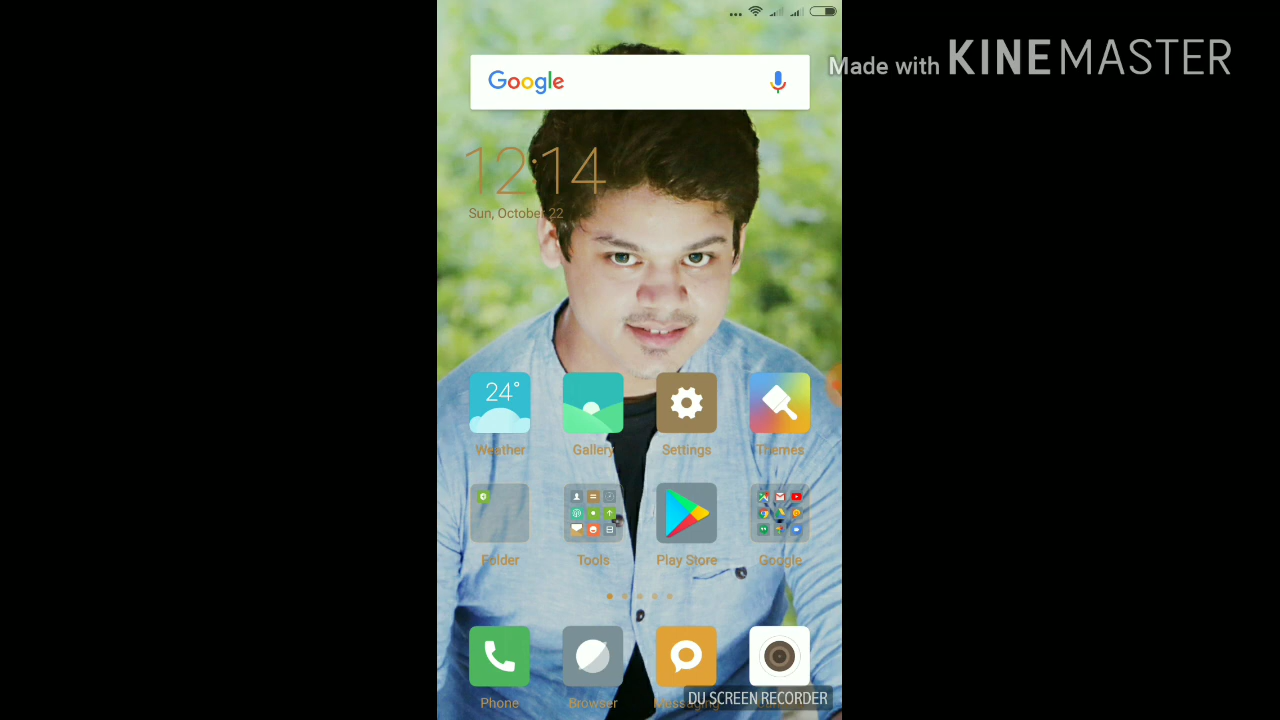 Made with KINEMASTER
Google
12:14
Sun, October 22
24°
Weather
Gallery
Settings
Themes
Folder
Tools
Play Store
Google
Phone
Browser
Messaging
DU SCREEN RECORDER